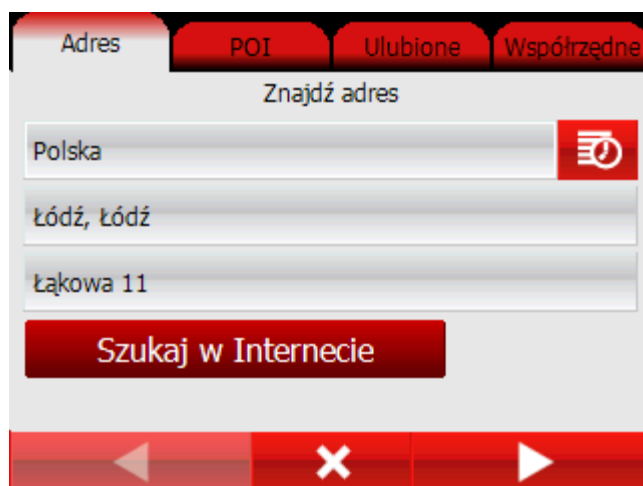 Adres POI Ulubione Współrzędne
Znajdź adres
Polska
Łódź, Łódź
Łąkowa 11
Szukaj w Internecie